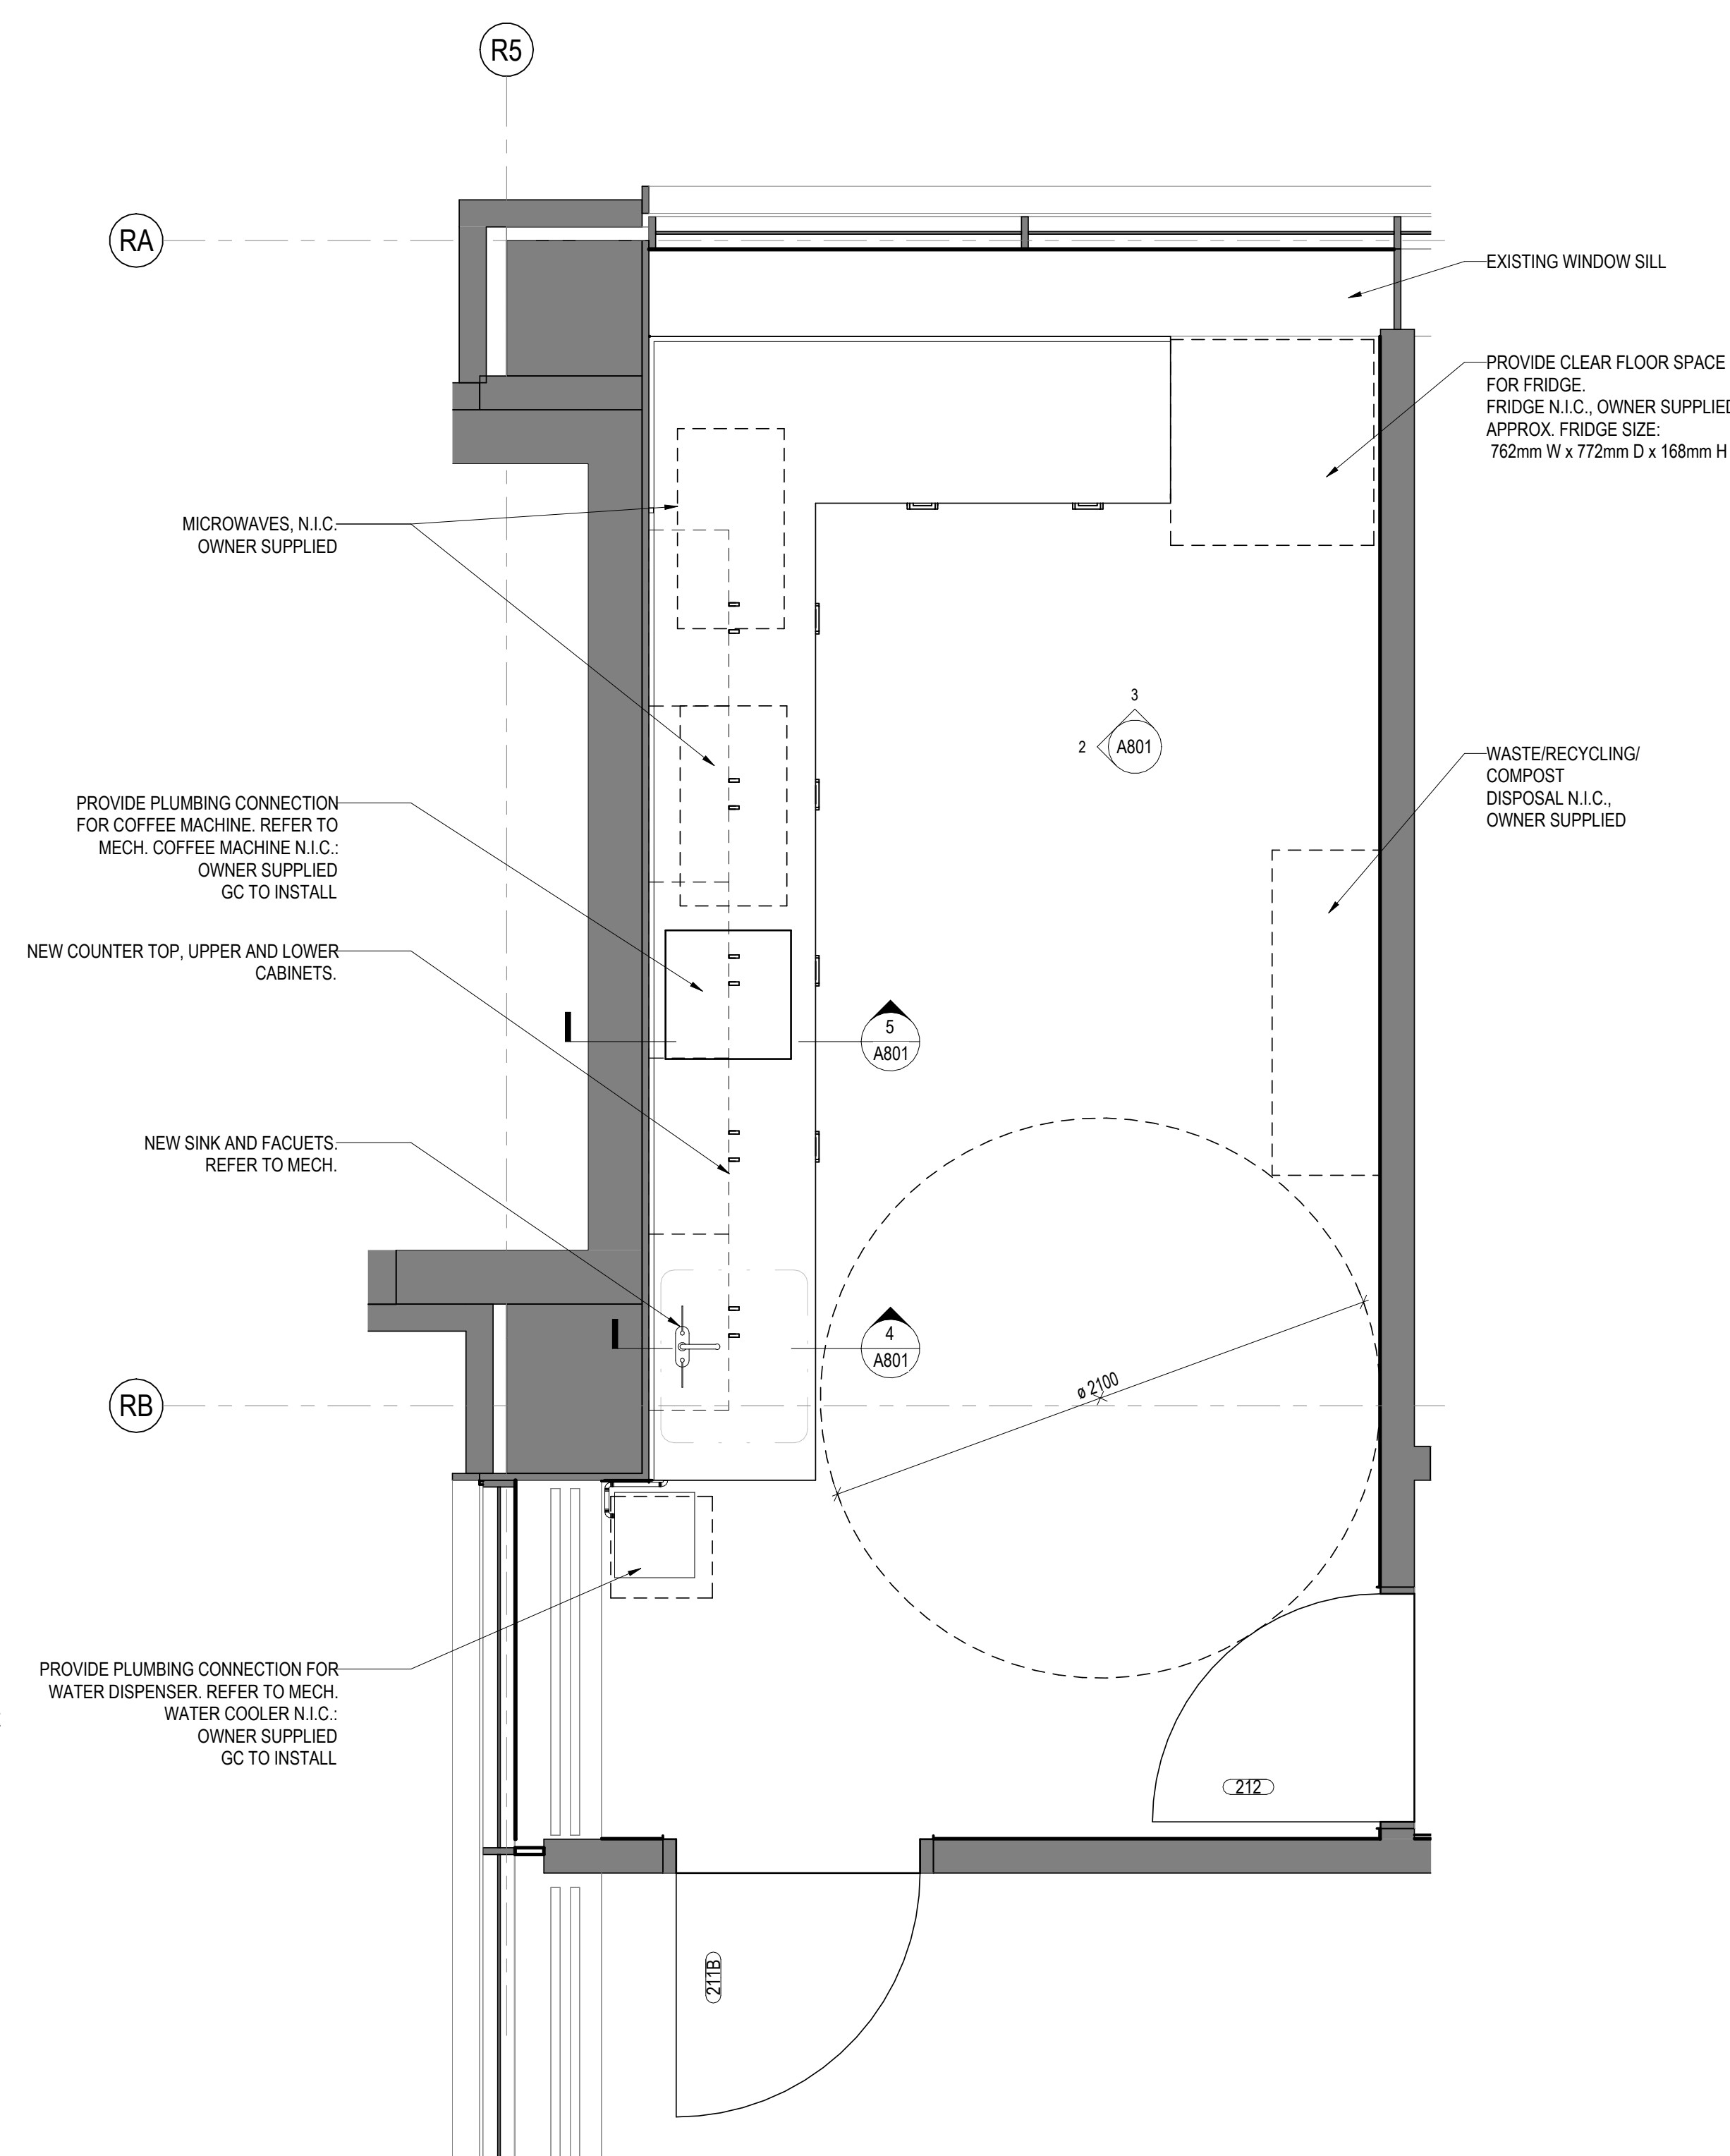 R5
RA
EXISTING WINDOW SILL
PROVIDE CLEAR FLOOR SPACE
FOR FRIDGE.
FRIDGE N.I.C., OWNER SUPPLIED
APPROX. FRIDGE SIZE:
762mm W x 772mm D x 168mm H
MICROWAVES, N.I.C.
OWNER SUPPLIED
3
2
A801
WASTE/RECYCLING/
COMPOST
DISPOSAL N.I.C.,
OWNER SUPPLIED
PROVIDE PLUMBING CONNECTION
FOR COFFEE MACHINE. REFER TO
MECH. COFFEE MACHINE N.I.C.:
OWNER SUPPLIED
GC TO INSTALL
NEW COUNTER TOP, UPPER AND LOWER
CABINETS.
5
A801
NEW SINK AND FACUETS.
REFER TO MECH.
4
A801
RB
ø 2100
PROVIDE PLUMBING CONNECTION FOR
WATER DISPENSER. REFER TO MECH.
WATER COOLER N.I.C.:
OWNER SUPPLIED
GC TO INSTALL
212
211B